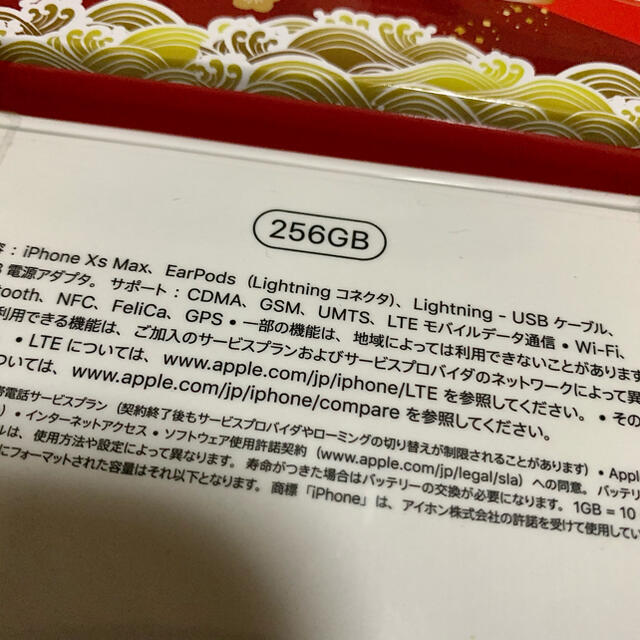 256GB
: iPhone Xs Max、EarPods（Lightning コネクタ）、Lightning - USB ケーブル、
電源アダプタ。 サポート : CDMA、GSM、UMTS、LTE モバイルデータ通信 • Wi-Fi、
tooth、NFC、FeliCa、GPS • 一部の機能は、地域によっては利用できないことがあります
利用できる機能は、ご加入のサービスプランおよびサービスプロバイダのネットワークによって異
• LTE については、www.apple.com/jp/iphone/LTE を参照してください。 • その
は、www.apple.com/jp/iphone/compare を参照してください。
電話サービスプラン（契約終了後もサービスプロバイダやローミングの切り替えが制限されることがあります） • Appl
） • インターネットアクセス • ソフトウェア使用許諾契約（www.apple.com/jp/legal/sla）への同意。 バッテリ
ルは、使用方法や設定によって異なります。 寿命がつきた場合はバッテリーの交換が必要になります。 1GB = 10
にフォーマットされた容量はそれ以下となります。 商標「iPhone」は、アイホン株式会社の許諾を受けて使用してい